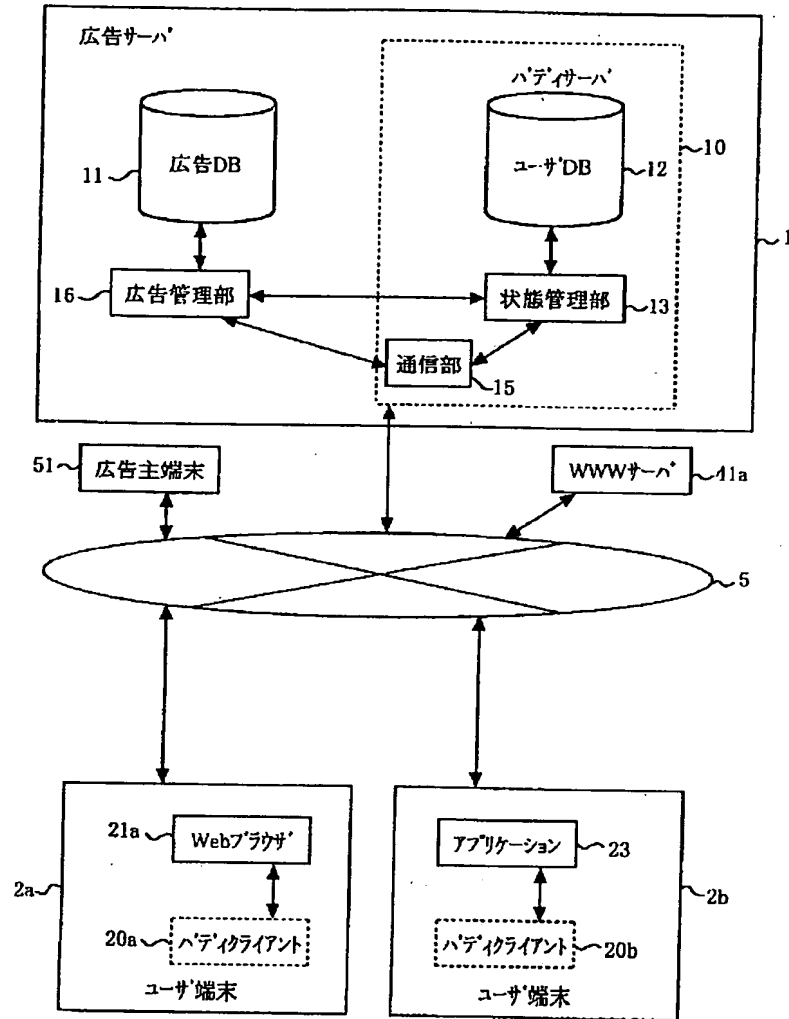 広告サーバ
バディサーバ
広告DB
ユーザDB
11
12
10
1
16
広告管理部
状態管理部
13
通信部
15
51
広告主端末
WWWサーバ
41a
5
21a
Webブラウザ
アプリケーション
23
2a
2b
20a
バディクライアント
バディクライアント
20b
ユーザ端末
ユーザ端末